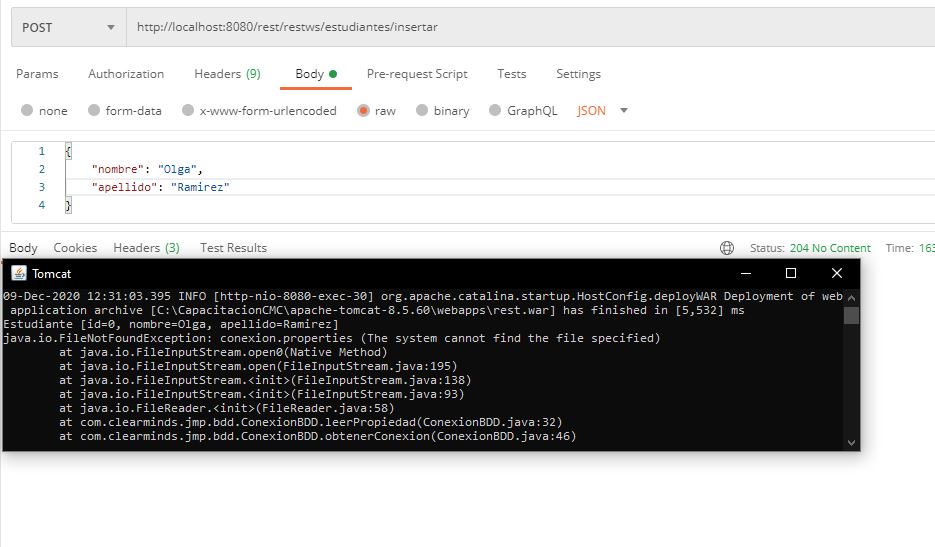 POST http://localhost:8080/rest/restws/estudiantes/insertar
Params Authorization Headers (9) Body Pre-request Script Tests Settings
none form-data x-www-form-urlencoded raw binary GraphQL JSON
1 {
2 "nombre": "Olga",
3 "apellido": "Ramirez"
4 }
Body Cookies Headers (3) Test Results Status: 204 No Content Time: 163
Tomcat
09-Dec-2020 12:31:03.395 INFO [http-nio-8080-exec-30] org.apache.catalina.startup.HostConfig.deployWAR Deployment of web
application archive [C:\CapacitacionCMC\apache-tomcat-8.5.60\webapps\rest.war] has finished in [5,532] ms
Estudiante [id=0, nombre=Olga, apellido=Ramirez]
java.io.FileNotFoundException: conexion.properties (The system cannot find the file specified)
at java.io.FileInputStream.open0(Native Method)
at java.io.FileInputStream.open(FileInputStream.java:195)
at java.io.FileInputStream.<init>(FileInputStream.java:138)
at java.io.FileInputStream.<init>(FileInputStream.java:93)
at java.io.FileReader.<init>(FileReader.java:58)
at com.clearminds.jmp.bdd.ConexionBDD.leerPropiedad(ConexionBDD.java:32)
at com.clearminds.jmp.bdd.ConexionBDD.obtenerConexion(ConexionBDD.java:46)